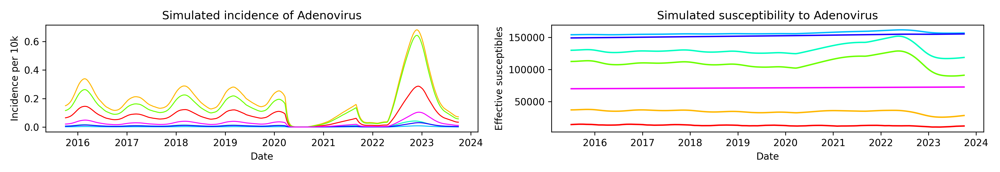 Simulated incidence of Adenovirus
Incidence per 10k
0.6
0.4
0.2
0.0
2016 2017 2018 2019 2020 2021 2022 2023 2024
Date
Simulated susceptibility to Adenovirus
Effective susceptibles
150000
100000
50000
2016 2017 2018 2019 2020 2021 2022 2023 2024
Date